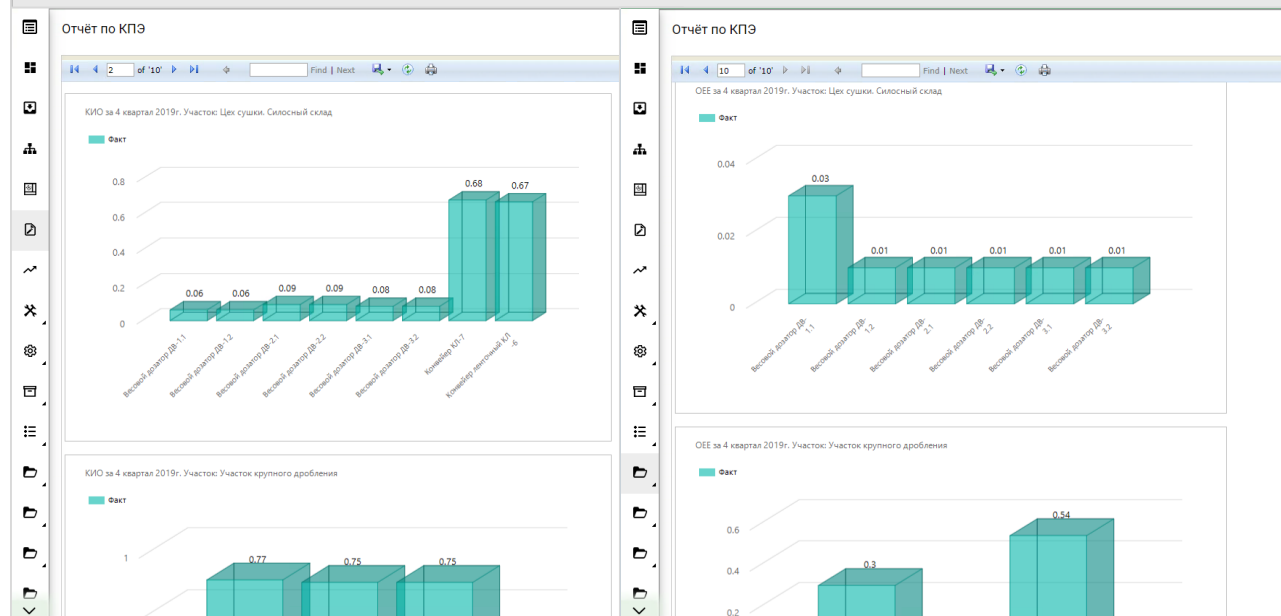 Отчёт по КПЭ
2 of '10' Find | Next
КИО за 4 квартал 2019г. Участок: Цех сушки. Силосный склад
Факт
0.8
0.6
0.4
0.2
0
0.06
0.06
0.09
0.09
0.08
0.08
0.68
0.67
Весовой дозатор ДВ-1.1
Весовой дозатор ДВ-1.2
Весовой дозатор ДВ-2.1
Весовой дозатор ДВ-2.2
Весовой дозатор ДВ-3.1
Весовой дозатор ДВ-3.2
Конвейер КЛ-7
Конвейер ленточный КЛ
-6
КИО за 4 квартал 2019г. Участок: Участок крупного дробления
Факт
1
0.77
0.75
0.75
Отчёт по КПЭ
10 of '10' Find | Next
OEE за 4 квартал 2019г. Участок: Цех сушки. Силосный склад
Факт
0.04
0.02
0
0.03
0.01
0.01
0.01
0.01
0.01
Весовой дозатор ДВ-
1.1
Весовой дозатор ДВ-
1.2
Весовой дозатор ДВ-
2.1
Весовой дозатор ДВ-
2.2
Весовой дозатор ДВ-
3.1
Весовой дозатор ДВ-
3.2
OEE за 4 квартал 2019г. Участок: Участок крупного дробления
Факт
0.6
0.4
0.2
0.3
0.54